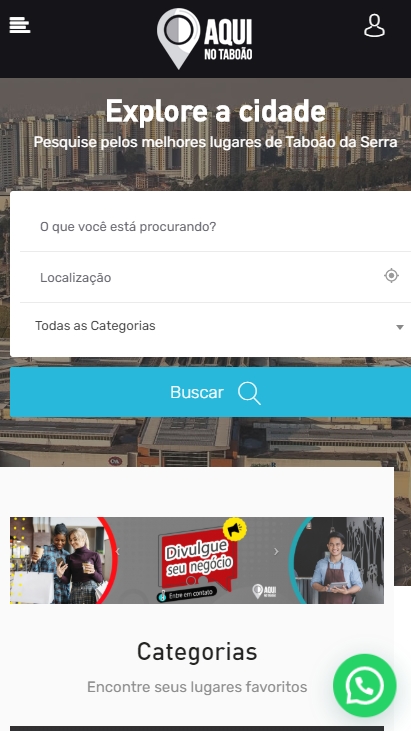 AQUI
NO TABOÃO
Explore a cidade
Pesquise pelos melhores lugares de Taboão da Serra
O que você está procurando?
Localização
Todas as Categorias
Buscar
Divulgue
seu negócio
Entre em contato
AQUI
NO TABOÃO
Categorias
Encontre seus lugares favoritos